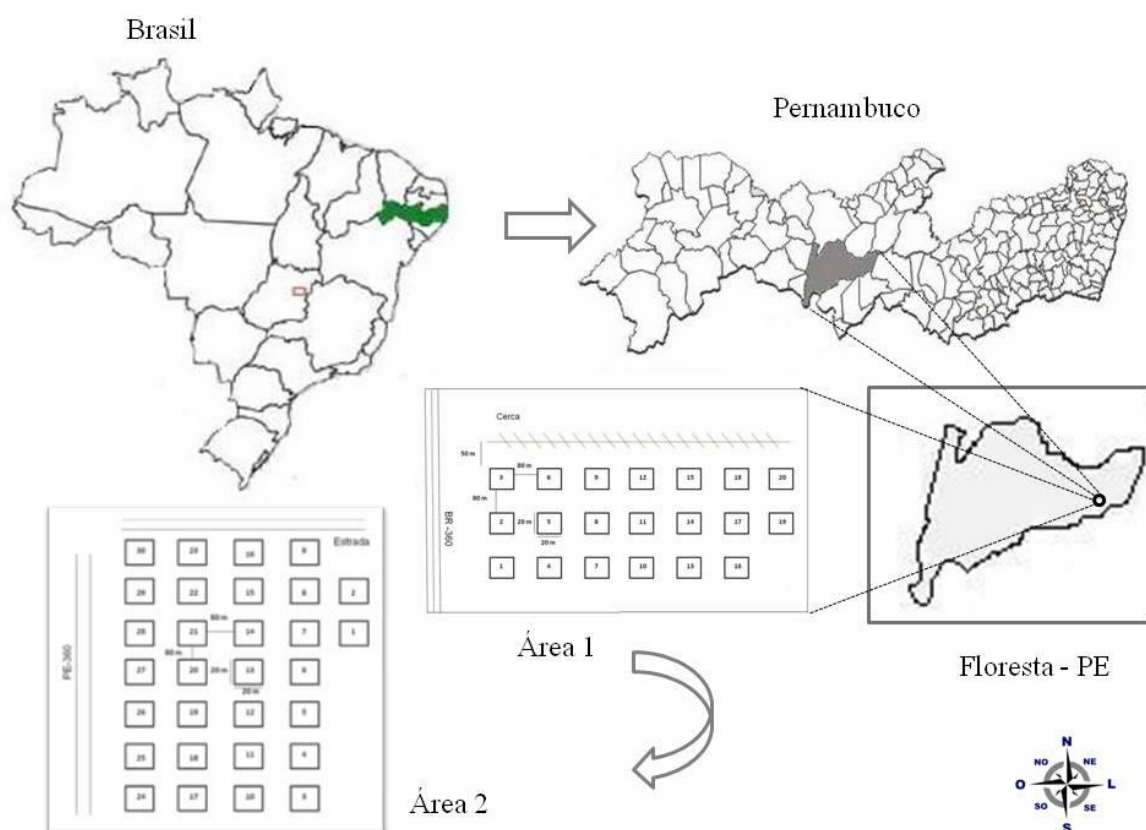 Brasil
Pernambuco
Cerca
50 m
3 80 m 6 9 12 15 18 20
80 m
2 20 m 5 8 11 14 17 19
20 m
1 4 7 10 13 16
BR -360
Área 1
Floresta - PE
Estrada
30 23 16 9
29 22 15 8 2
80 m
28 21 14 7 1
80 m
27 20 20 m 13 6
20 m
26 19 12 5
25 18 11 4
24 17 10 3
PE-360
Área 2
N
NO NE
O L
SO SE
S